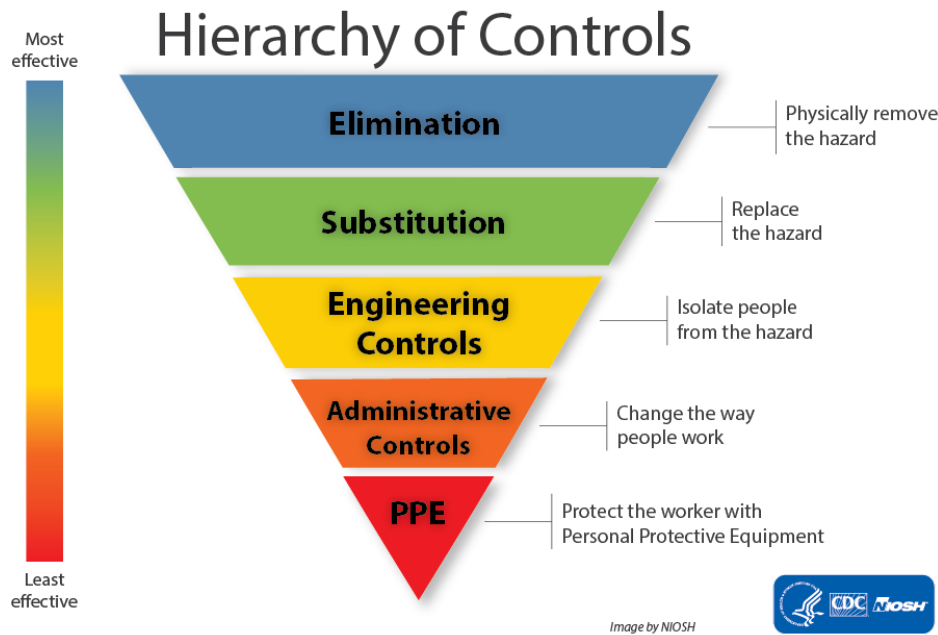 Hierarchy of Controls
Most
effective
Elimination
Physically remove
the hazard
Substitution
Replace
the hazard
Engineering
Controls
Isolate people
from the hazard
Administrative
Controls
Change the way
people work
PPE
Protect the worker with
Personal Protective Equipment
Least
effective
Image by NIOSH
CDC
NIOSH